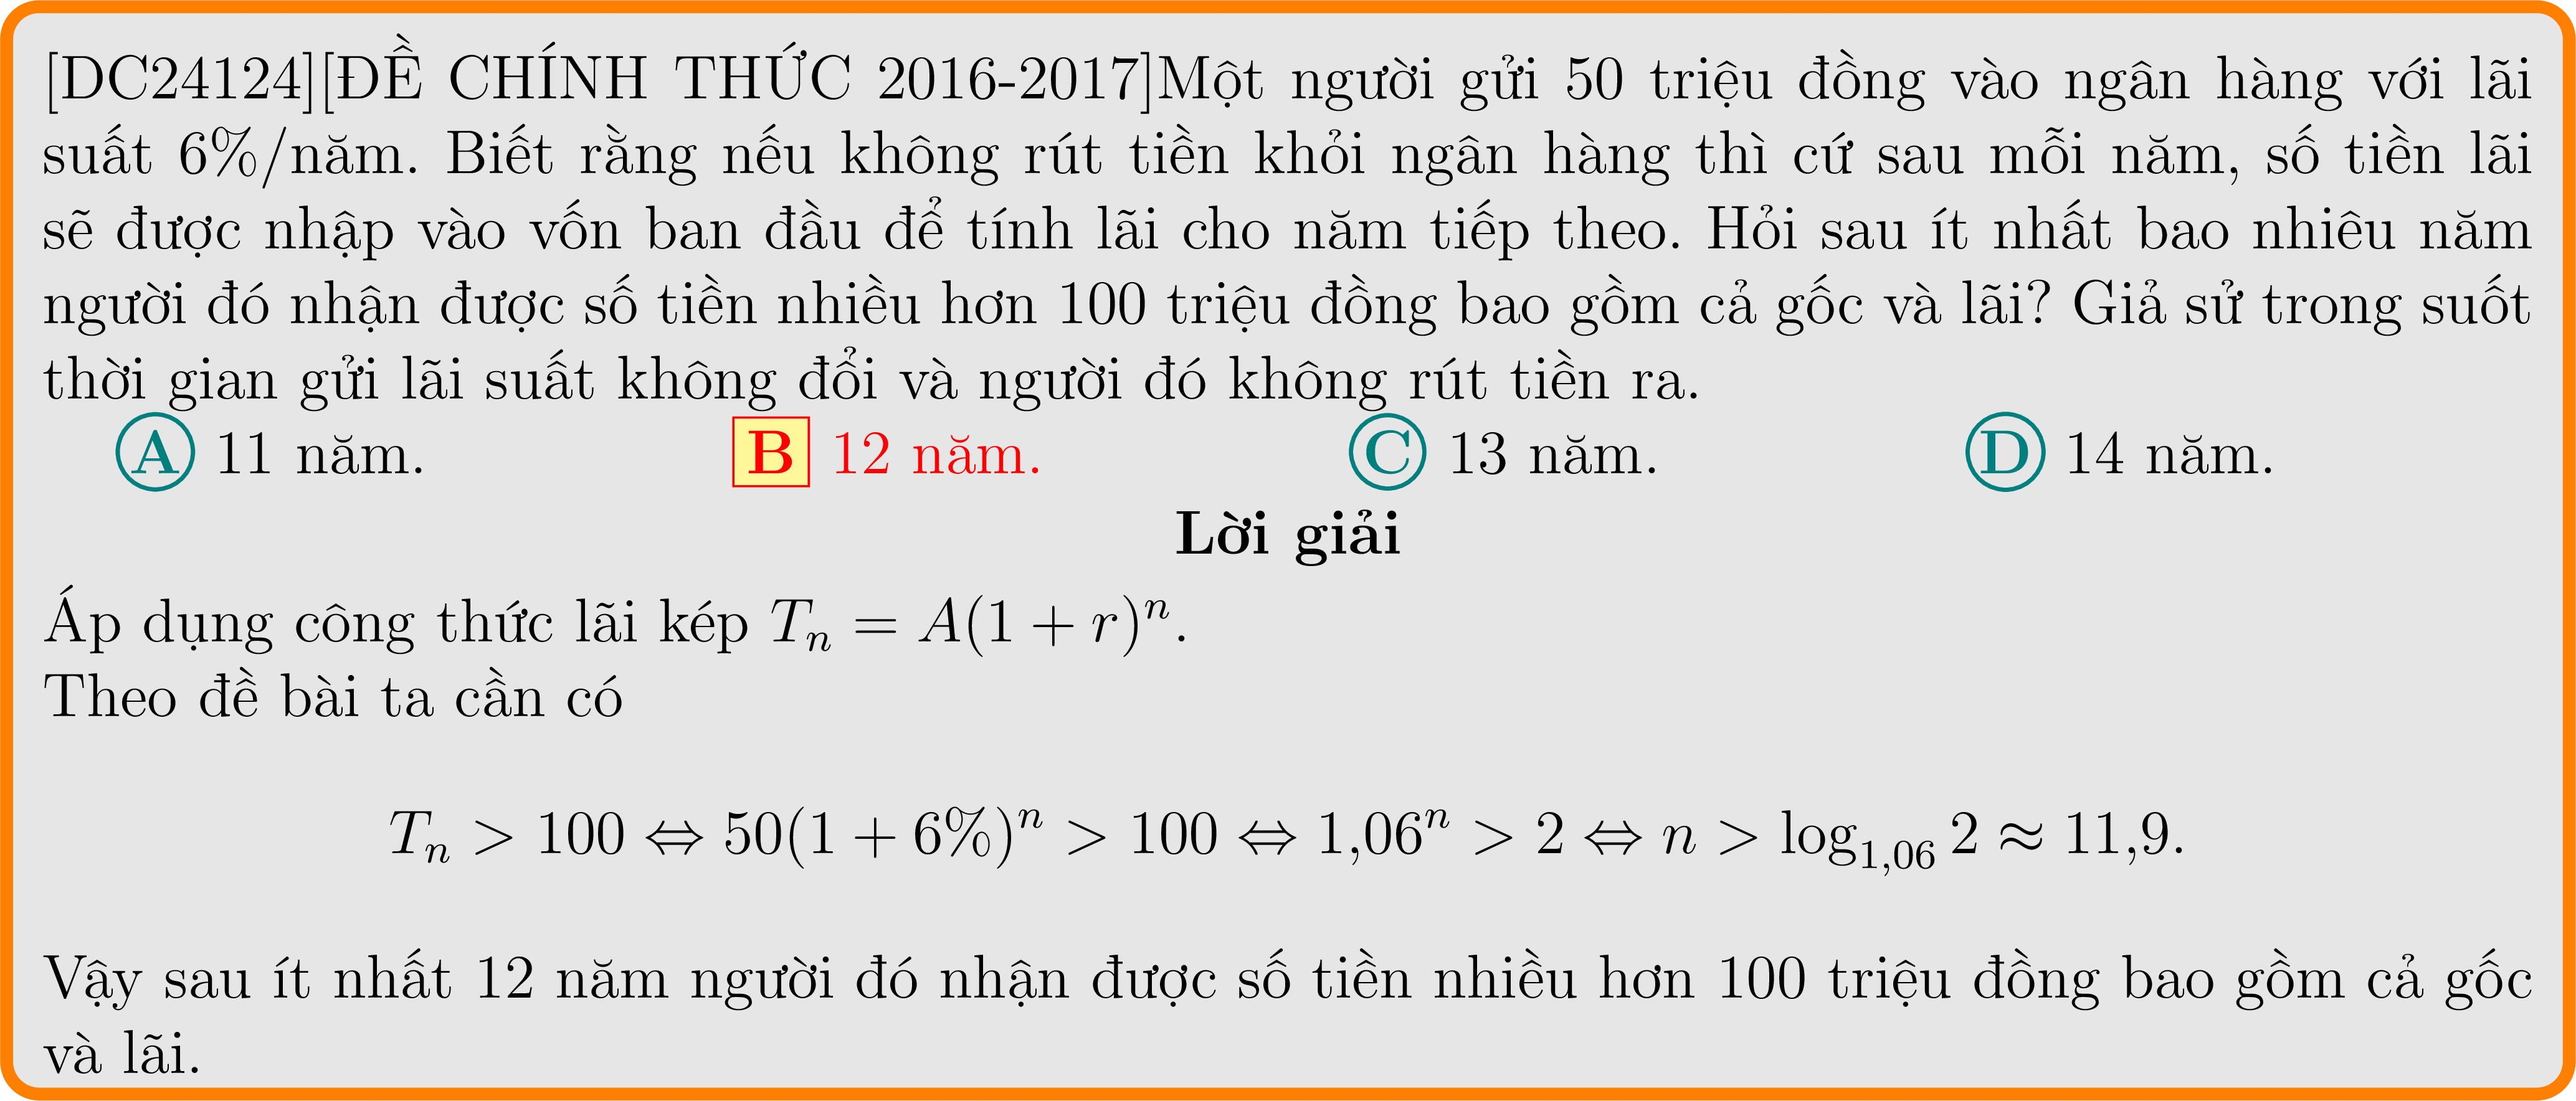 [DC24124][ĐỀ CHÍNH THỨC 2016-2017]Một người gửi 50 triệu đồng vào ngân hàng với lãi
suất 6%/năm. Biết rằng nếu không rút tiền khỏi ngân hàng thì cứ sau mỗi năm, số tiền lãi
sẽ được nhập vào vốn ban đầu để tính lãi cho năm tiếp theo. Hỏi sau ít nhất bao nhiêu năm
người đó nhận được số tiền nhiều hơn 100 triệu đồng bao gồm cả gốc và lãi? Giả sử trong suốt
thời gian gửi lãi suất không đổi và người đó không rút tiền ra.
A 11 năm. B 12 năm. C 13 năm. D 14 năm.
Lời giải
Áp dụng công thức lãi kép $T_n = A(1 + r)^n$.
Theo đề bài ta cần có
$T_n > 100 \Leftrightarrow 50(1 + 6\%)^n > 100 \Leftrightarrow 1{,}06^n > 2 \Leftrightarrow n > \log_{1{,}06} 2 \approx 11{,}9.$
Vậy sau ít nhất 12 năm người đó nhận được số tiền nhiều hơn 100 triệu đồng bao gồm cả gốc
và lãi.